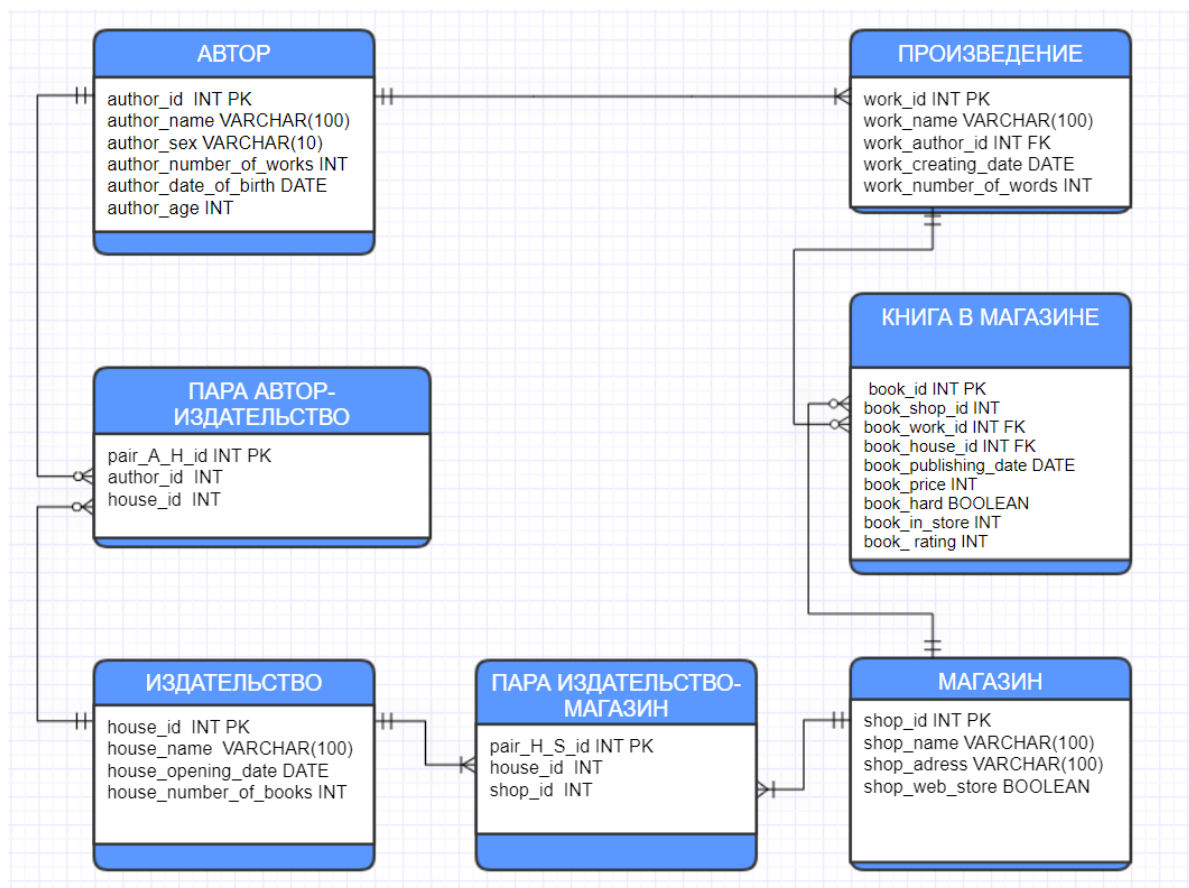 АВТОР
author_id INT PK
author_name VARCHAR(100)
author_sex VARCHAR(10)
author_number_of_works INT
author_date_of_birth DATE
author_age INT
ПРОИЗВЕДЕНИЕ
work_id INT PK
work_name VARCHAR(100)
work_author_id INT FK
work_creating_date DATE
work_number_of_words INT
КНИГА В МАГАЗИНЕ
book_id INT PK
book_shop_id INT
book_work_id INT FK
book_house_id INT FK
book_publishing_date DATE
book_price INT
book_hard BOOLEAN
book_in_store INT
book_ rating INT
ПАРА АВТОР-
ИЗДАТЕЛЬСТВО
pair_A_H_id INT PK
author_id INT
house_id INT
ИЗДАТЕЛЬСТВО
house_id INT PK
house_name VARCHAR(100)
house_opening_date DATE
house_number_of_books INT
ПАРА ИЗДАТЕЛЬСТВО-
МАГАЗИН
pair_H_S_id INT PK
house_id INT
shop_id INT
МАГАЗИН
shop_id INT PK
shop_name VARCHAR(100)
shop_adress VARCHAR(100)
shop_web_store BOOLEAN